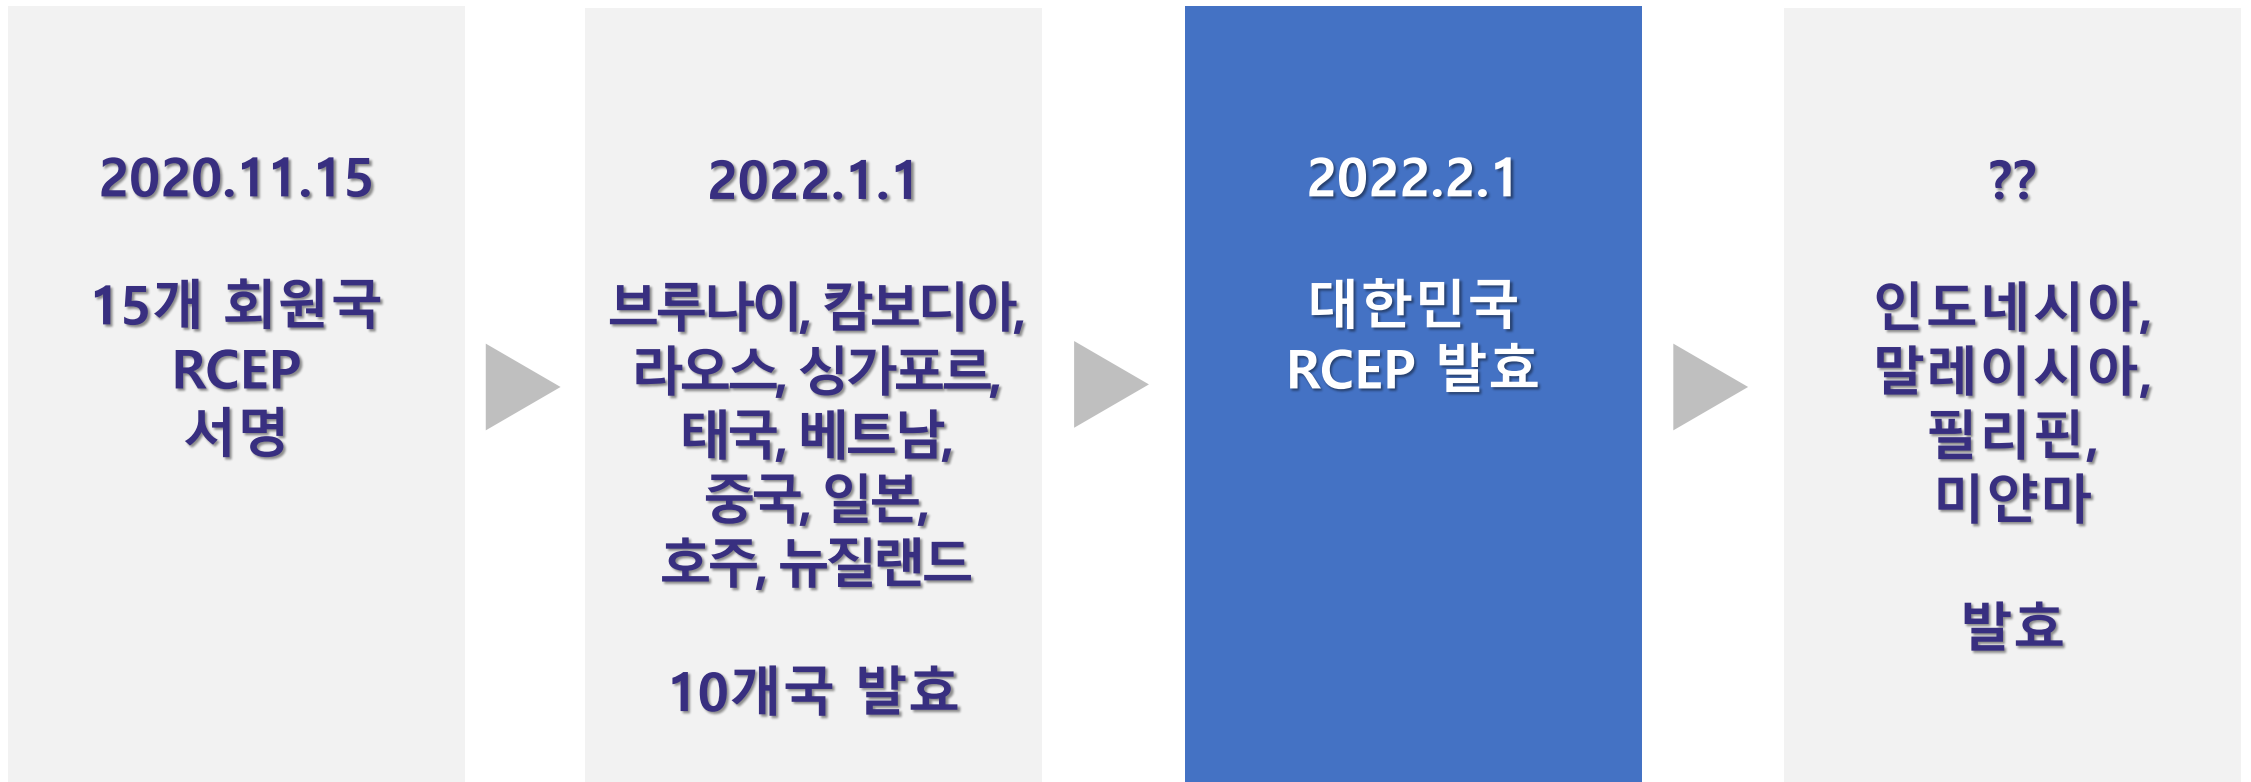 2020.11.15
15개 회원국
RCEP
서명
2022.1.1
브루나이, 캄보디아,
라오스, 싱가포르,
태국, 베트남,
중국, 일본,
호주, 뉴질랜드
10개국 발효
2022.2.1
대한민국
RCEP 발효
??
인도네시아,
말레이시아,
필리핀,
미얀마
발효